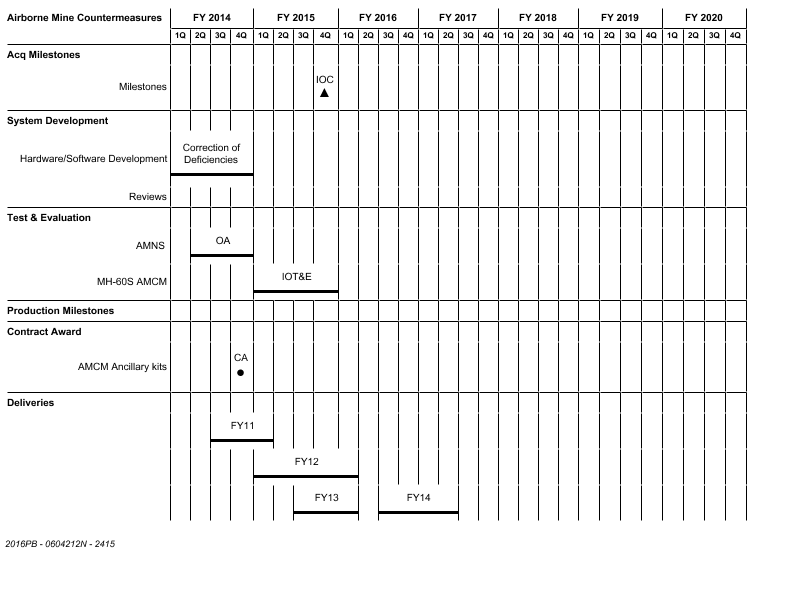 Airborne Mine Countermeasures FY 2014 FY 2015 FY 2016 FY 2017 FY 2018 FY 2019 FY 2020
1Q 2Q 3Q 4Q 1Q 2Q 3Q 4Q 1Q 2Q 3Q 4Q 1Q 2Q 3Q 4Q 1Q 2Q 3Q 4Q 1Q 2Q 3Q 4Q 1Q 2Q 3Q 4Q
Acq Milestones
IOC
Milestones
System Development
Correction of
Deficiencies
Hardware/Software Development
Reviews
Test & Evaluation
AMNS OA
MH-60S AMCM IOT&E
Production Milestones
Contract Award
CA
AMCM Ancillary kits
Deliveries
FY11
FY12
FY13 FY14
2016PB - 0604212N - 2415